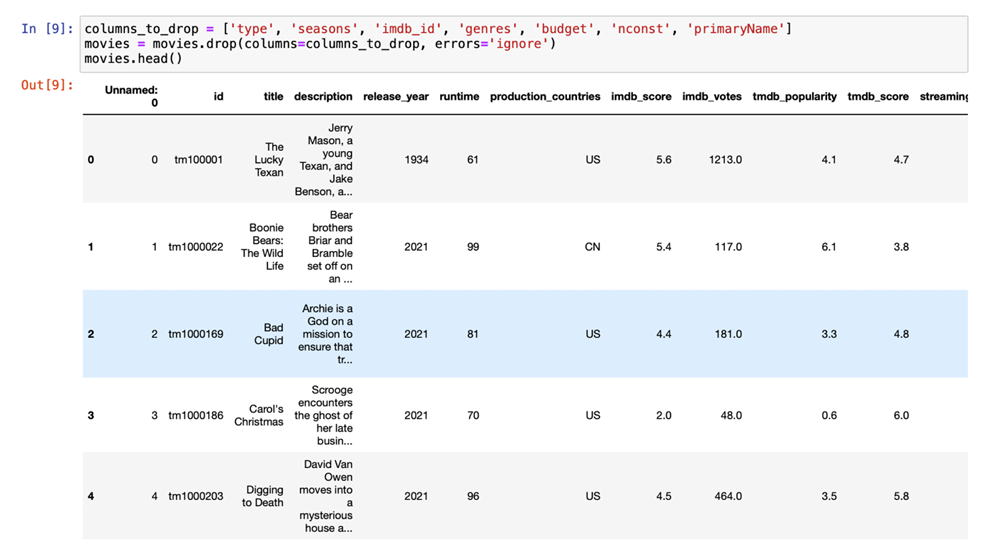 In [9]: columns_to_drop = ['type', 'seasons', 'imdb_id', 'genres', 'budget', 'nconst', 'primaryName']
movies = movies.drop(columns=columns_to_drop, errors='ignore')
movies.head()
Out[9]:
Unnamed: 0 id title description release_year runtime production_countries imdb_score imdb_votes tmdb_popularity tmdb_score streaming
0 0 tm100001 The Lucky Texan Jerry Mason, a young Texan, and Jake Benson, a... 1934 61 US 5.6 1213.0 4.1 4.7
1 1 tm1000022 Boonie Bears: The Wild Life Bear brothers Briar and Bramble set off on an ... 2021 99 CN 5.4 117.0 6.1 3.8
2 2 tm1000169 Bad Cupid Archie is a God on a mission to ensure that tr... 2021 81 US 4.4 181.0 3.3 4.8
3 3 tm1000186 Carol's Christmas Scrooge encounters the ghost of her late busin... 2021 70 US 2.0 48.0 0.6 6.0
4 4 tm1000203 Digging to Death David Van Owen moves into a mysterious house a... 2021 96 US 4.5 464.0 3.5 5.8